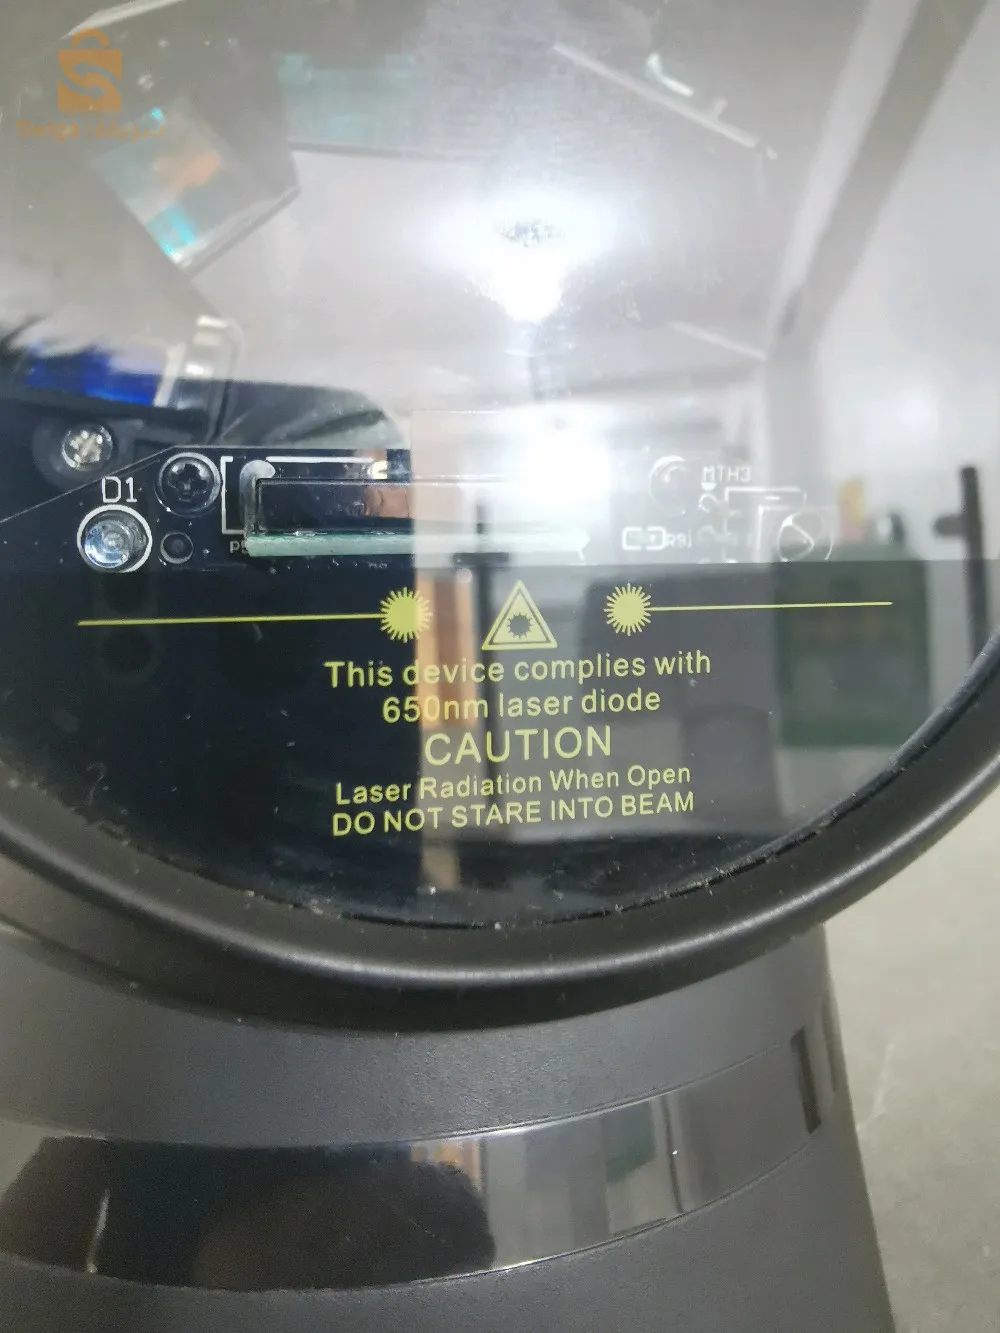 D1
MTH3
This device complies with
650nm laser diode
CAUTION
Laser Radiation When Open
DO NOT STARE INTO BEAM